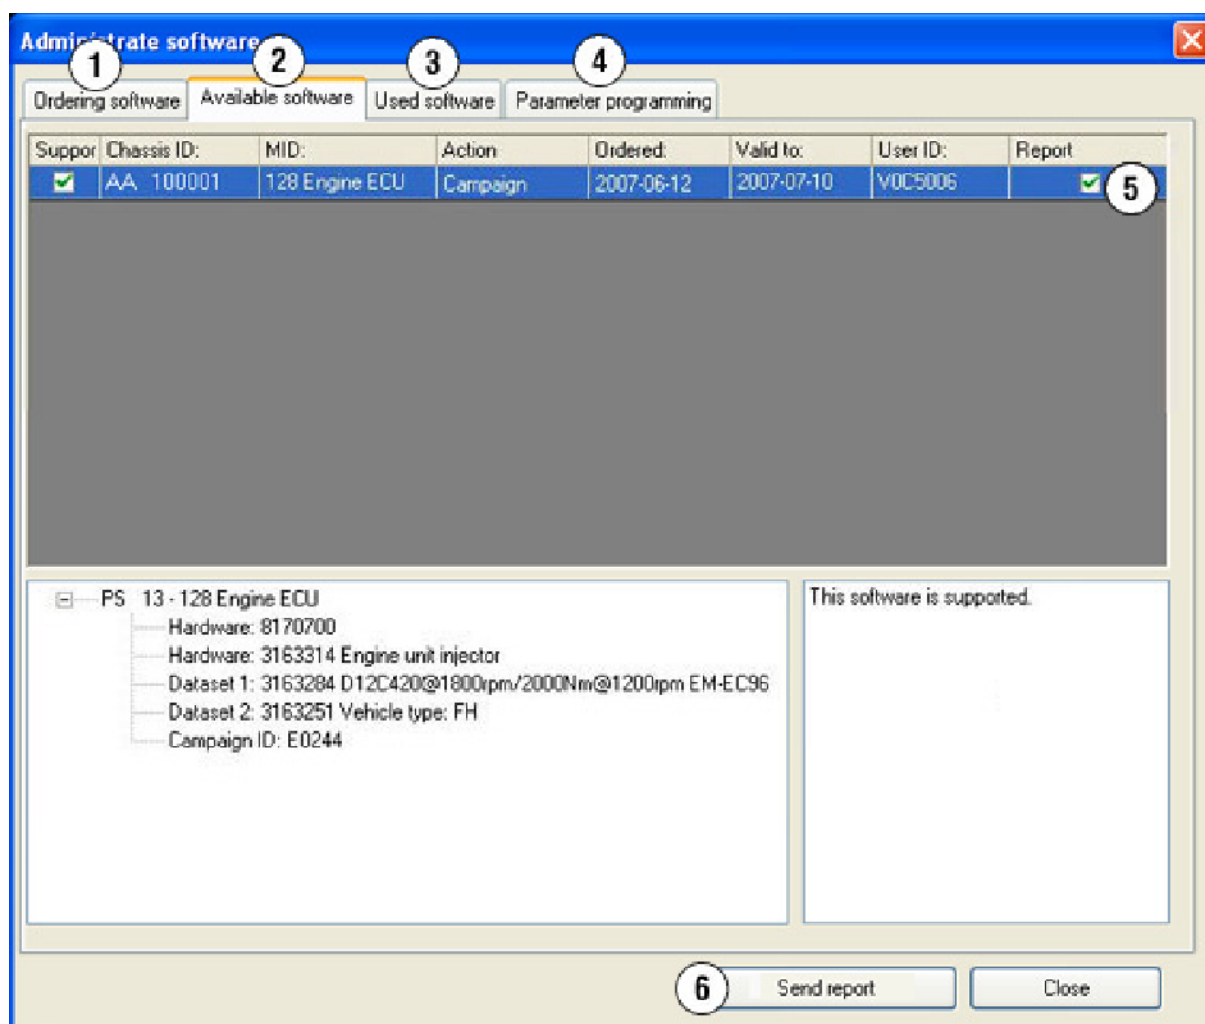 Administrate software
1 2 3 4
Ordering software Available software Used software Parameter programming
Suppor Chassis ID: MID: Action Ordered: Valid to: User ID: Report
AA 100001 128 Engine ECU Campaign 2007-06-12 2007-07-10 V0C5006 5
PS 13 - 128 Engine ECU
Hardware: 8170700
Hardware: 3163314 Engine unit injector
Dataset 1: 3163284 D12C420@1800rpm/2000Nm@1200rpm EM-EC96
Dataset 2: 3163251 Vehicle type: FH
Campaign ID: E0244
This software is supported.
6 Send report Close